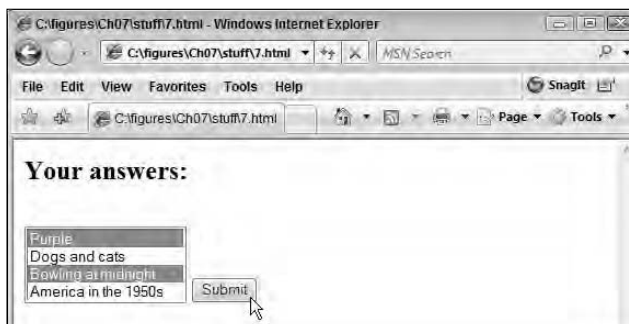 C:\figures\Ch07\stuff\7.html - Windows Internet Explorer
C:\figures\Ch07\stuff\7.html MSN Search
File Edit View Favorites Tools Help SnagIt
C:\figures\Ch07\stuff\7.html Page Tools
Your answers:
Purple
Dogs and cats
Bowling at midnight
America in the 1950s Submit